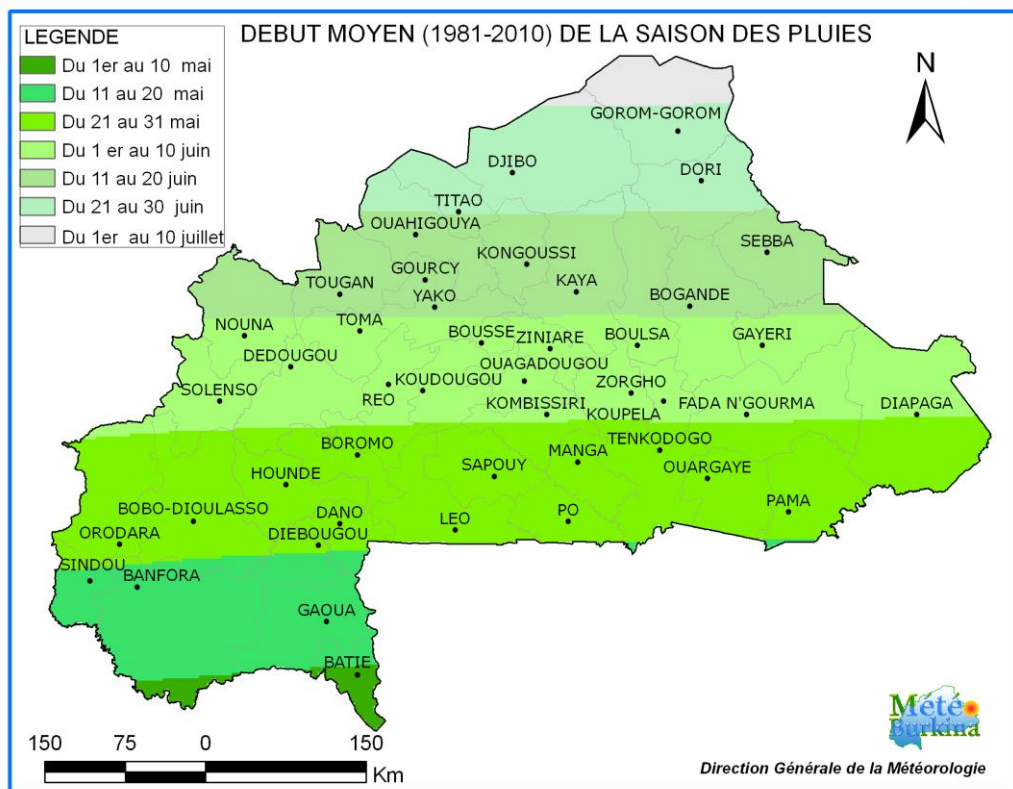 DEBUT MOYEN (1981-2010) DE LA SAISON DES PLUIES
LEGENDE
Du 1er au 10 mai
Du 11 au 20 mai
Du 21 au 31 mai
Du 1 er au 10 juin
Du 11 au 20 juin
Du 21 au 30 juin
Du 1er au 10 juillet
N
GOROM-GOROM
DJIBO
DORI
TITAO
OUAHIGOUYA
SEBBA
KONGOUSSI
GOURCY
TOUGAN
KAYA
YAKO
BOGANDE
NOUNA
TOMA
BOUSSE
ZINIARE
BOULSA
GAYERI
DEDOUGOU
OUAGADOUGOU
SOLENSO
REO
KOUDOUGOU
ZORGHO
KOMBISSIRI
KOUPELA
FADA N'GOURMA
DIAPAGA
BOROMO
TENKODOGO
MANGA
HOUNDE
SAPOUY
OUARGAYE
BOBO-DIOULASSO
DANO
LEO
PO
PAMA
ORODARA
DIEBOUGOU
SINDOU
BANFORA
GAOUA
BATIE
150 75 0 150
Km
Météo
Burkina
Direction Générale de la Météorologie